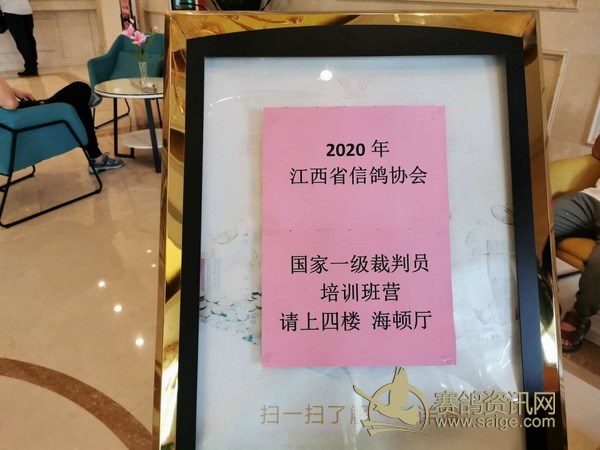 2020 年
江西省信鸽协会
国家一级裁判员
培训班营
请上四楼 海顿厅
扫一扫了解
赛鸽资讯网
www.saige.com